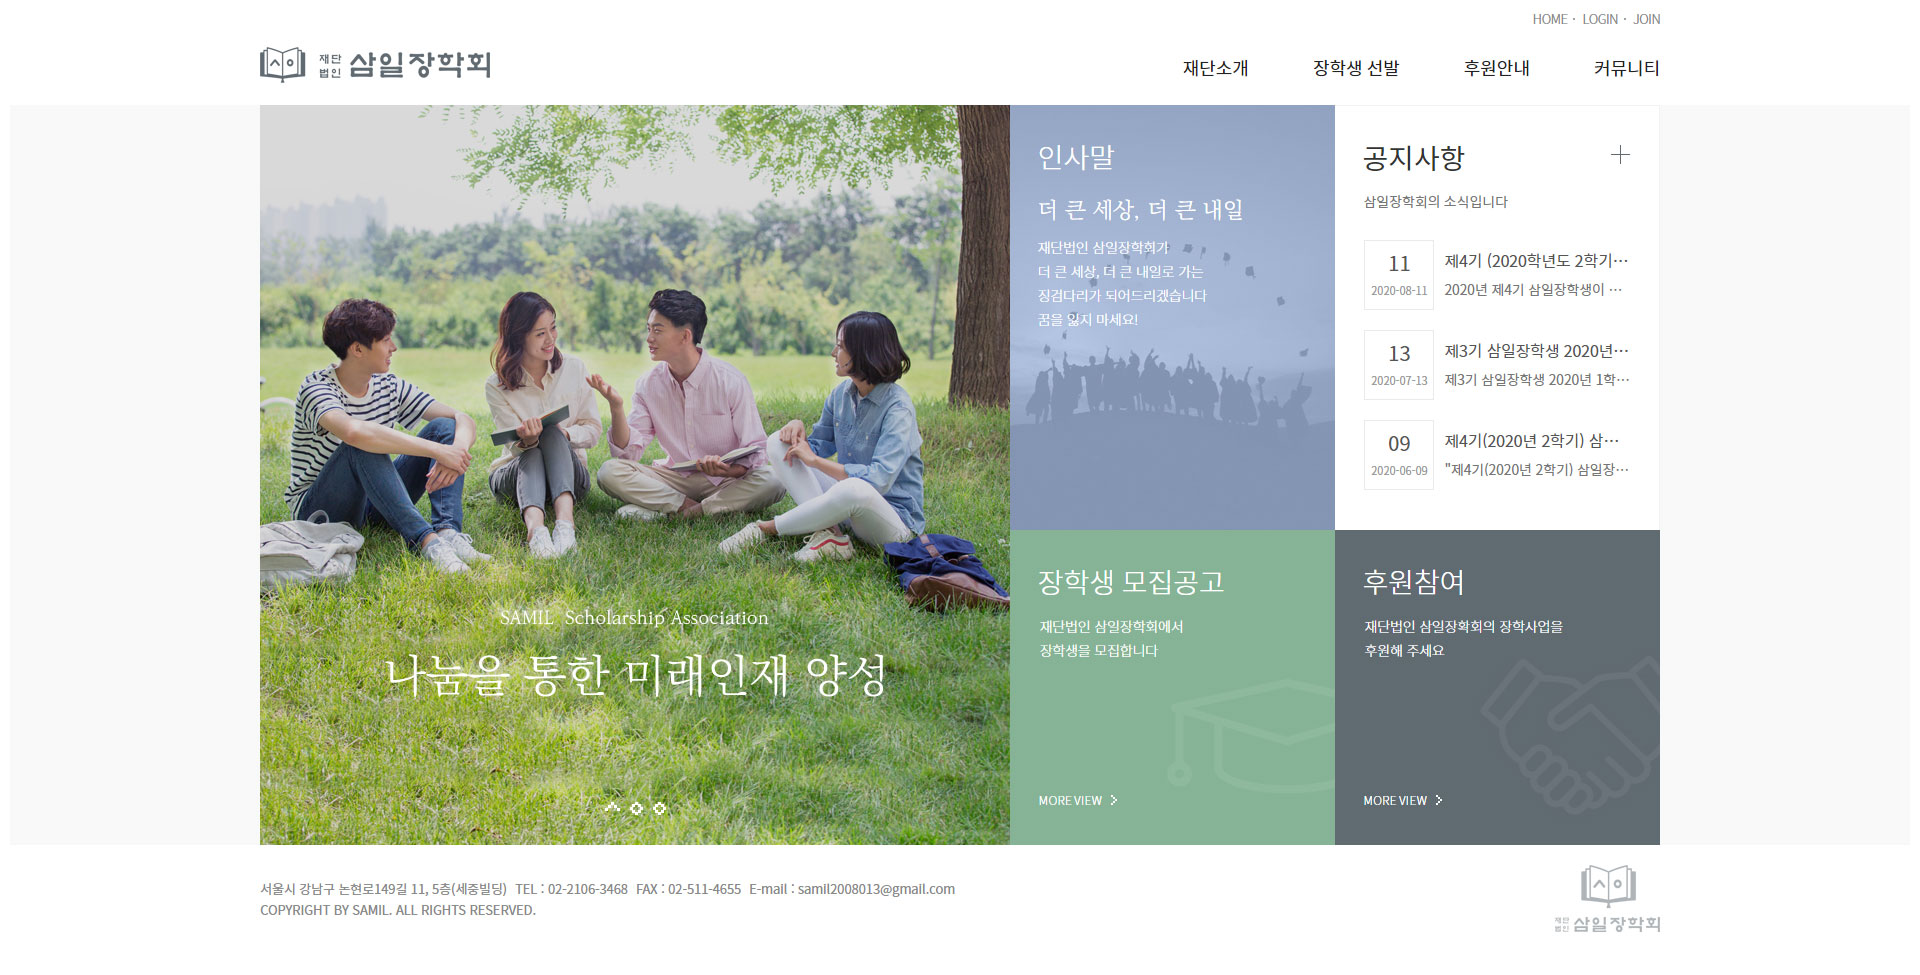 HOME · LOGIN · JOIN
재단
법인 삼일장학회
재단소개 장학생 선발 후원안내 커뮤니티
SAMIL Scholarship Association
나눔을 통한 미래인재 양성
인사말
더 큰 세상, 더 큰 내일
재단법인 삼일장학회가
더 큰 세상, 더 큰 내일로 가는
징검다리가 되어드리겠습니다
꿈을 잃지 마세요!
공지사항
삼일장학회의 소식입니다
11
2020-08-11
제4기 (2020학년도 2학기···
2020년 제4기 삼일장학생이 ···
13
2020-07-13
제3기 삼일장학생 2020년···
제3기 삼일장학생 2020년 1학···
09
2020-06-09
제4기(2020년 2학기) 삼···
"제4기(2020년 2학기) 삼일장···
장학생 모집공고
재단법인 삼일장학회에서
장학생을 모집합니다
MORE VIEW
후원참여
재단법인 삼일장확회의 장학사업을
후원해 주세요
MORE VIEW
서울시 강남구 논현로149길 11, 5층(세중빌딩) TEL : 02-2106-3468 FAX : 02-511-4655 E-mail : samil2008013@gmail.com
COPYRIGHT BY SAMIL. ALL RIGHTS RESERVED.
재단
법인 삼일장학회